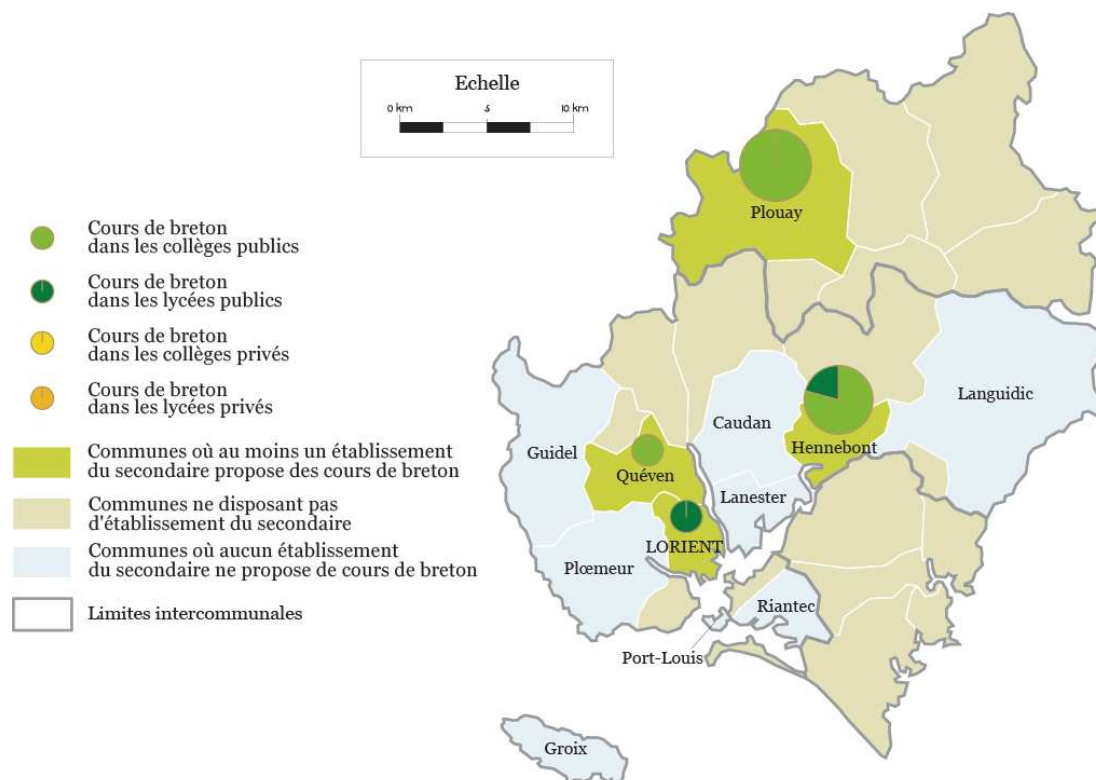 Echelle
0 km 5 10 km
Plouay
Cours de breton
dans les collèges publics
Cours de breton
dans les lycées publics
Cours de breton
dans les collèges privés
Cours de breton
dans les lycées privés
Communes où au moins un établissement
du secondaire propose des cours de breton
Communes ne disposant pas
d'établissement du secondaire
Communes où aucun établissement
du secondaire ne propose de cours de breton
Limites intercommunales
Languidic
Caudan
Hennebont
Guidel
Quéven
Lanester
LORIENT
Plœmeur
Riantec
Port-Louis
Groix